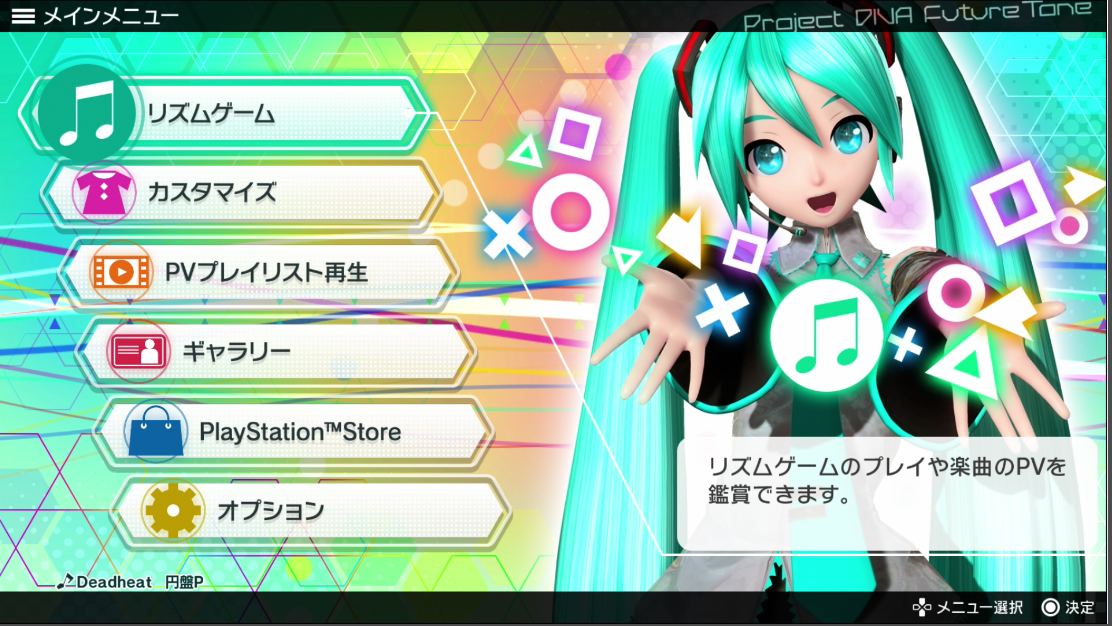 メインメニュー
Project DIVA FutureTone
リズムゲーム
カスタマイズ
PVプレイリスト再生
ギャラリー
PlayStation™Store
オプション
リズムゲームのプレイや楽曲のPVを
鑑賞できます。
Deadheat 円盤P
メニュー選択 決定